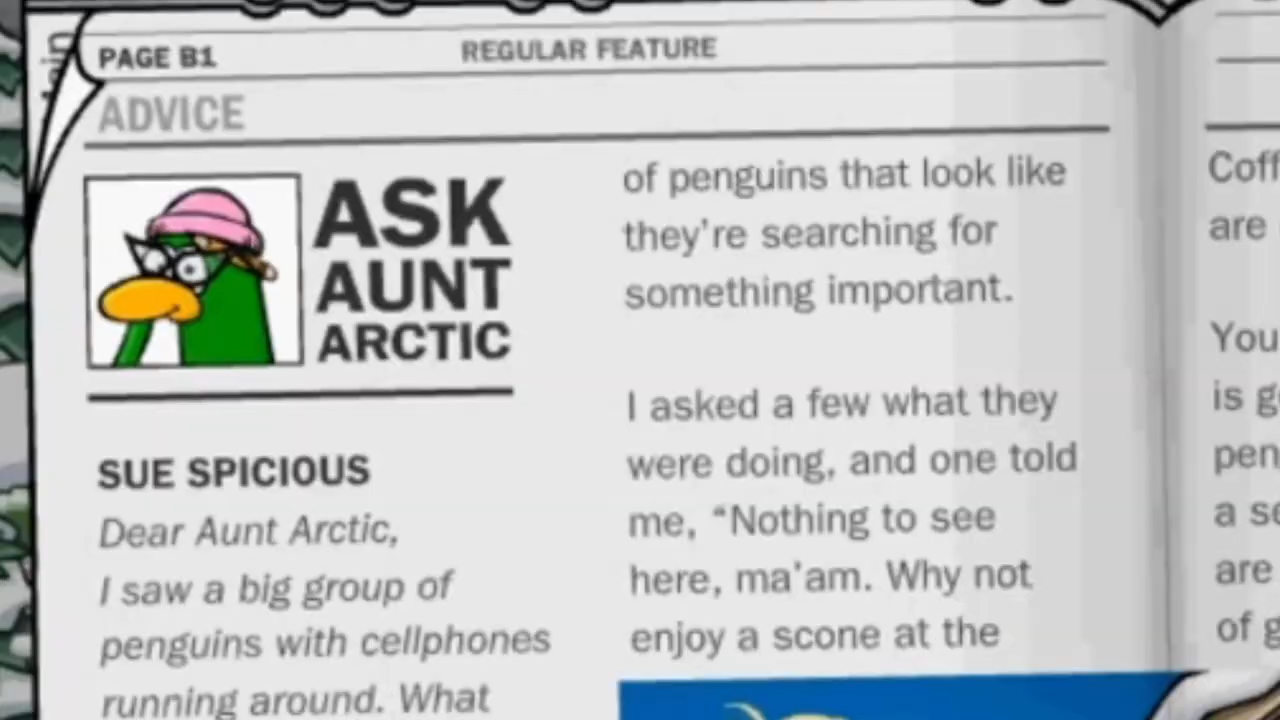 PAGE B1
REGULAR FEATURE
ADVICE
ASK
AUNT
ARCTIC
SUE SPICIOUS
Dear Aunt Arctic,
I saw a big group of
penguins with cellphones
running around. What
of penguins that look like
they're searching for
something important.
I asked a few what they
were doing, and one told
me, “Nothing to see
here, ma'am. Why not
enjoy a scone at the
are
You
is
a
are
of